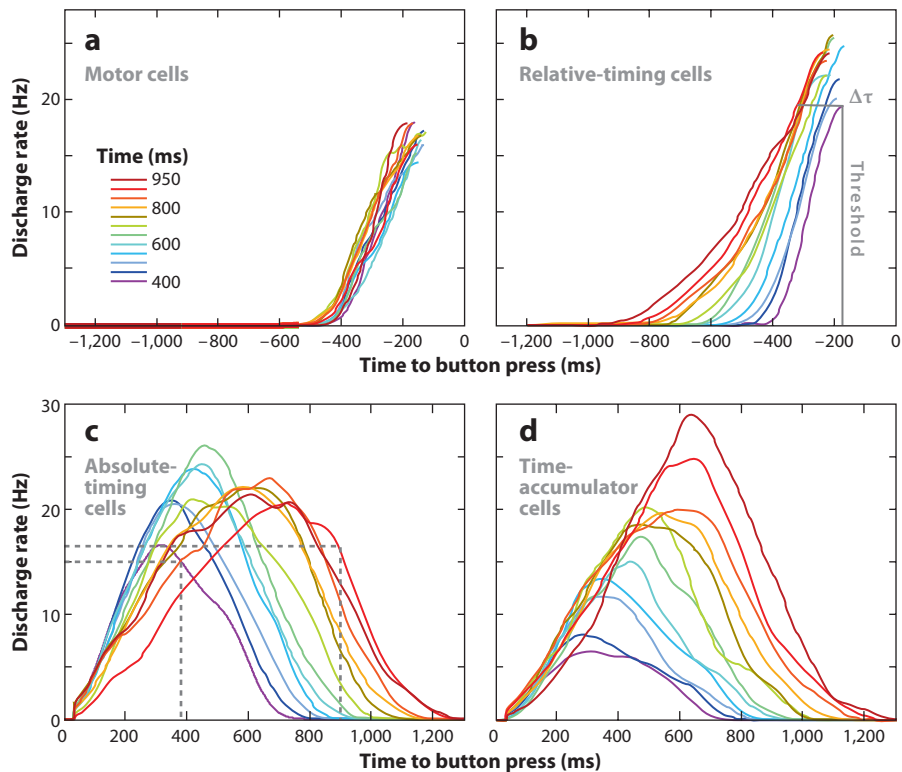 a
Motor cells
Discharge rate (Hz)
20
10
0
Time (ms)
950
800
600
400
−1,200
−1,000
−800
−600
−400
−200
0
b
Relative-timing cells
Δτ
Threshold
−1,200
−1,000
−800
−600
−400
−200
0
Time to button press (ms)
c
Absolute-
timing
cells
Discharge rate (Hz)
30
20
10
0
0
200
400
600
800
1,000
1,200
d
Time-
accumulator
cells
0
200
400
600
800
1,000
1,200
Time to button press (ms)